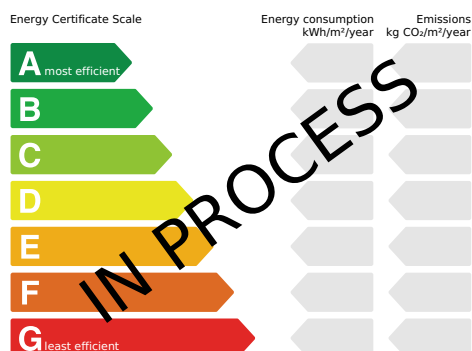 Energy Certificate Scale
Energy consumption
kWh/m²/year
Emissions
kg CO₂/m²/year
A most efficient
B
C
D
E
F
G least efficient
IN PROCESS